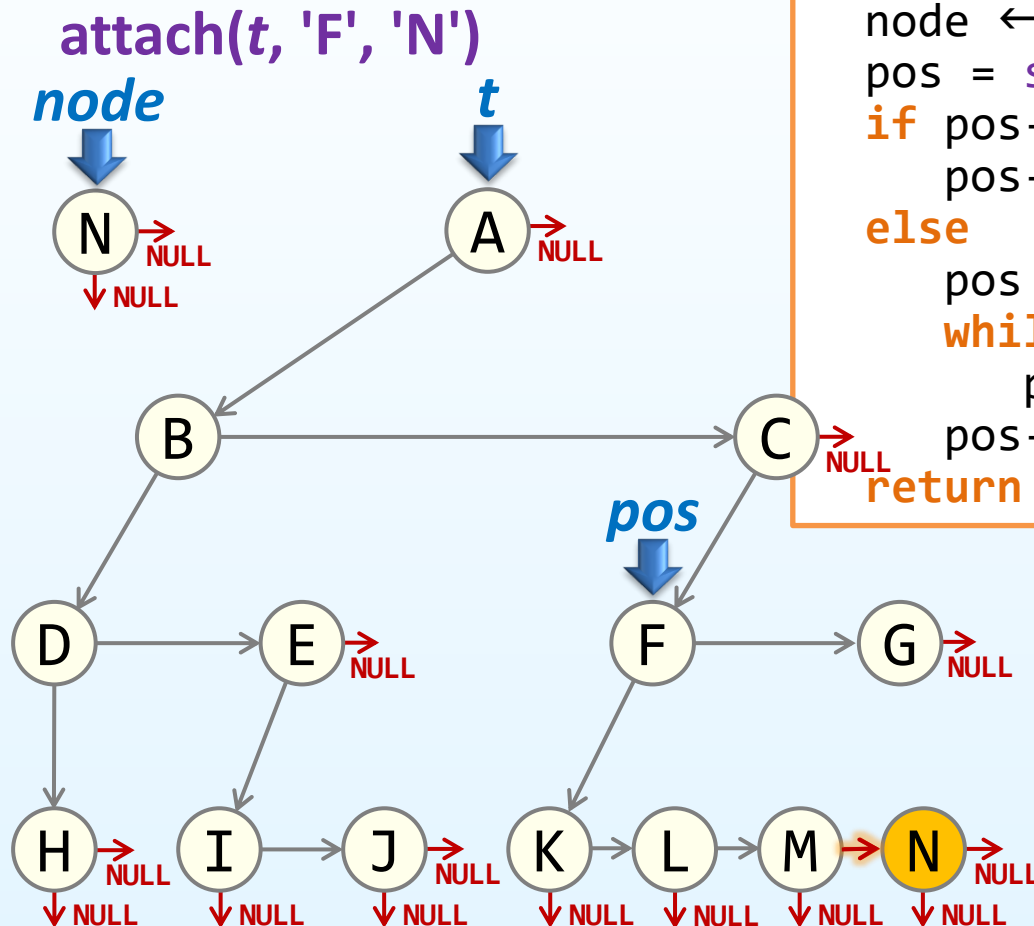 attach(t, 'F', 'N')
node
t
N
NULL
NULL
A
NULL
node ←
pos =
if pos-
pos-
else
pos
whil
p
pos-
return
B
C
NULL
pos
D
E
NULL
F
G
NULL
H
NULL
NULL
I
NULL
J
NULL
NULL
K
NULL
L
NULL
M
NULL
N
NULL
NULL